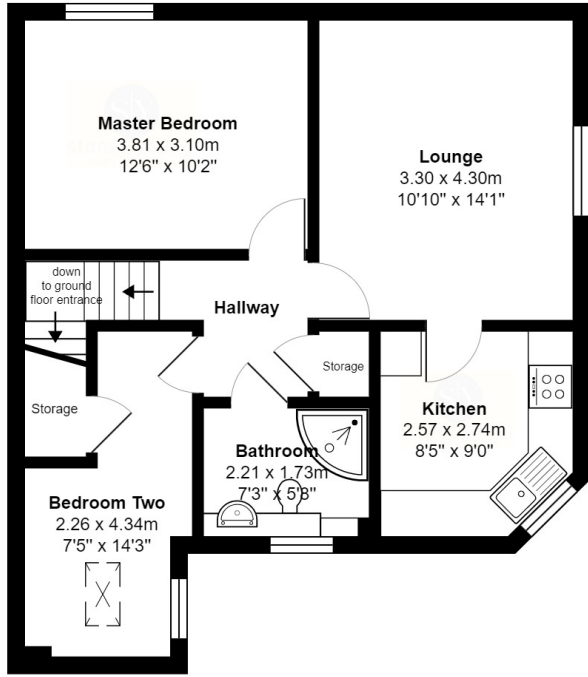 Master Bedroom
3.81 x 3.10m
12'6" x 10'2"
Lounge
3.30 x 4.30m
10'10" x 14'1"
down
to ground
floor entrance
Hallway
Storage
Storage
Kitchen
2.57 x 2.74m
8'5" x 9'0"
Bathroom
2.21 x 1.73m
7'3" x 5'8"
Bedroom Two
2.26 x 4.34m
7'5" x 14'3"